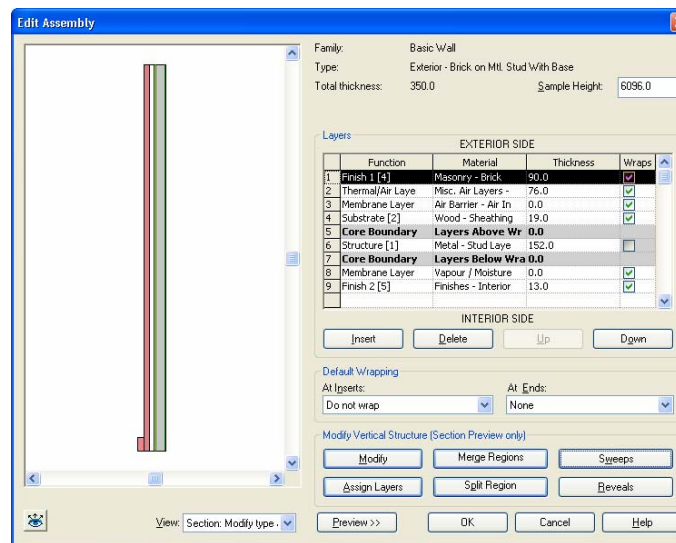 Edit Assembly
Family: Basic Wall
Type: Exterior - Brick on Mtl. Stud With Base
Total thickness: 350.0 Sample Height: 6096.0
Layers
EXTERIOR SIDE
Function Material Thickness Wraps
1 Finish 1 [4] Masonry - Brick 90.0
2 Thermal/Air Laye Misc. Air Layers - 76.0
3 Membrane Layer Air Barrier - Air In 0.0
4 Substrate [2] Wood - Sheathing 19.0
5 Core Boundary Layers Above Wr 0.0
6 Structure [1] Metal - Stud Laye 152.0
7 Core Boundary Layers Below Wra 0.0
8 Membrane Layer Vapour / Moisture 0.0
9 Finish 2 [5] Finishes - Interior 13.0
INTERIOR SIDE
Insert Delete Up Down
Default Wrapping
At Inserts: At Ends:
Do not wrap None
Modify Vertical Structure (Section Preview only)
Modify Merge Regions Sweeps
Assign Layers Split Region Reveals
View: Section: Modify type . Preview >> OK Cancel Help